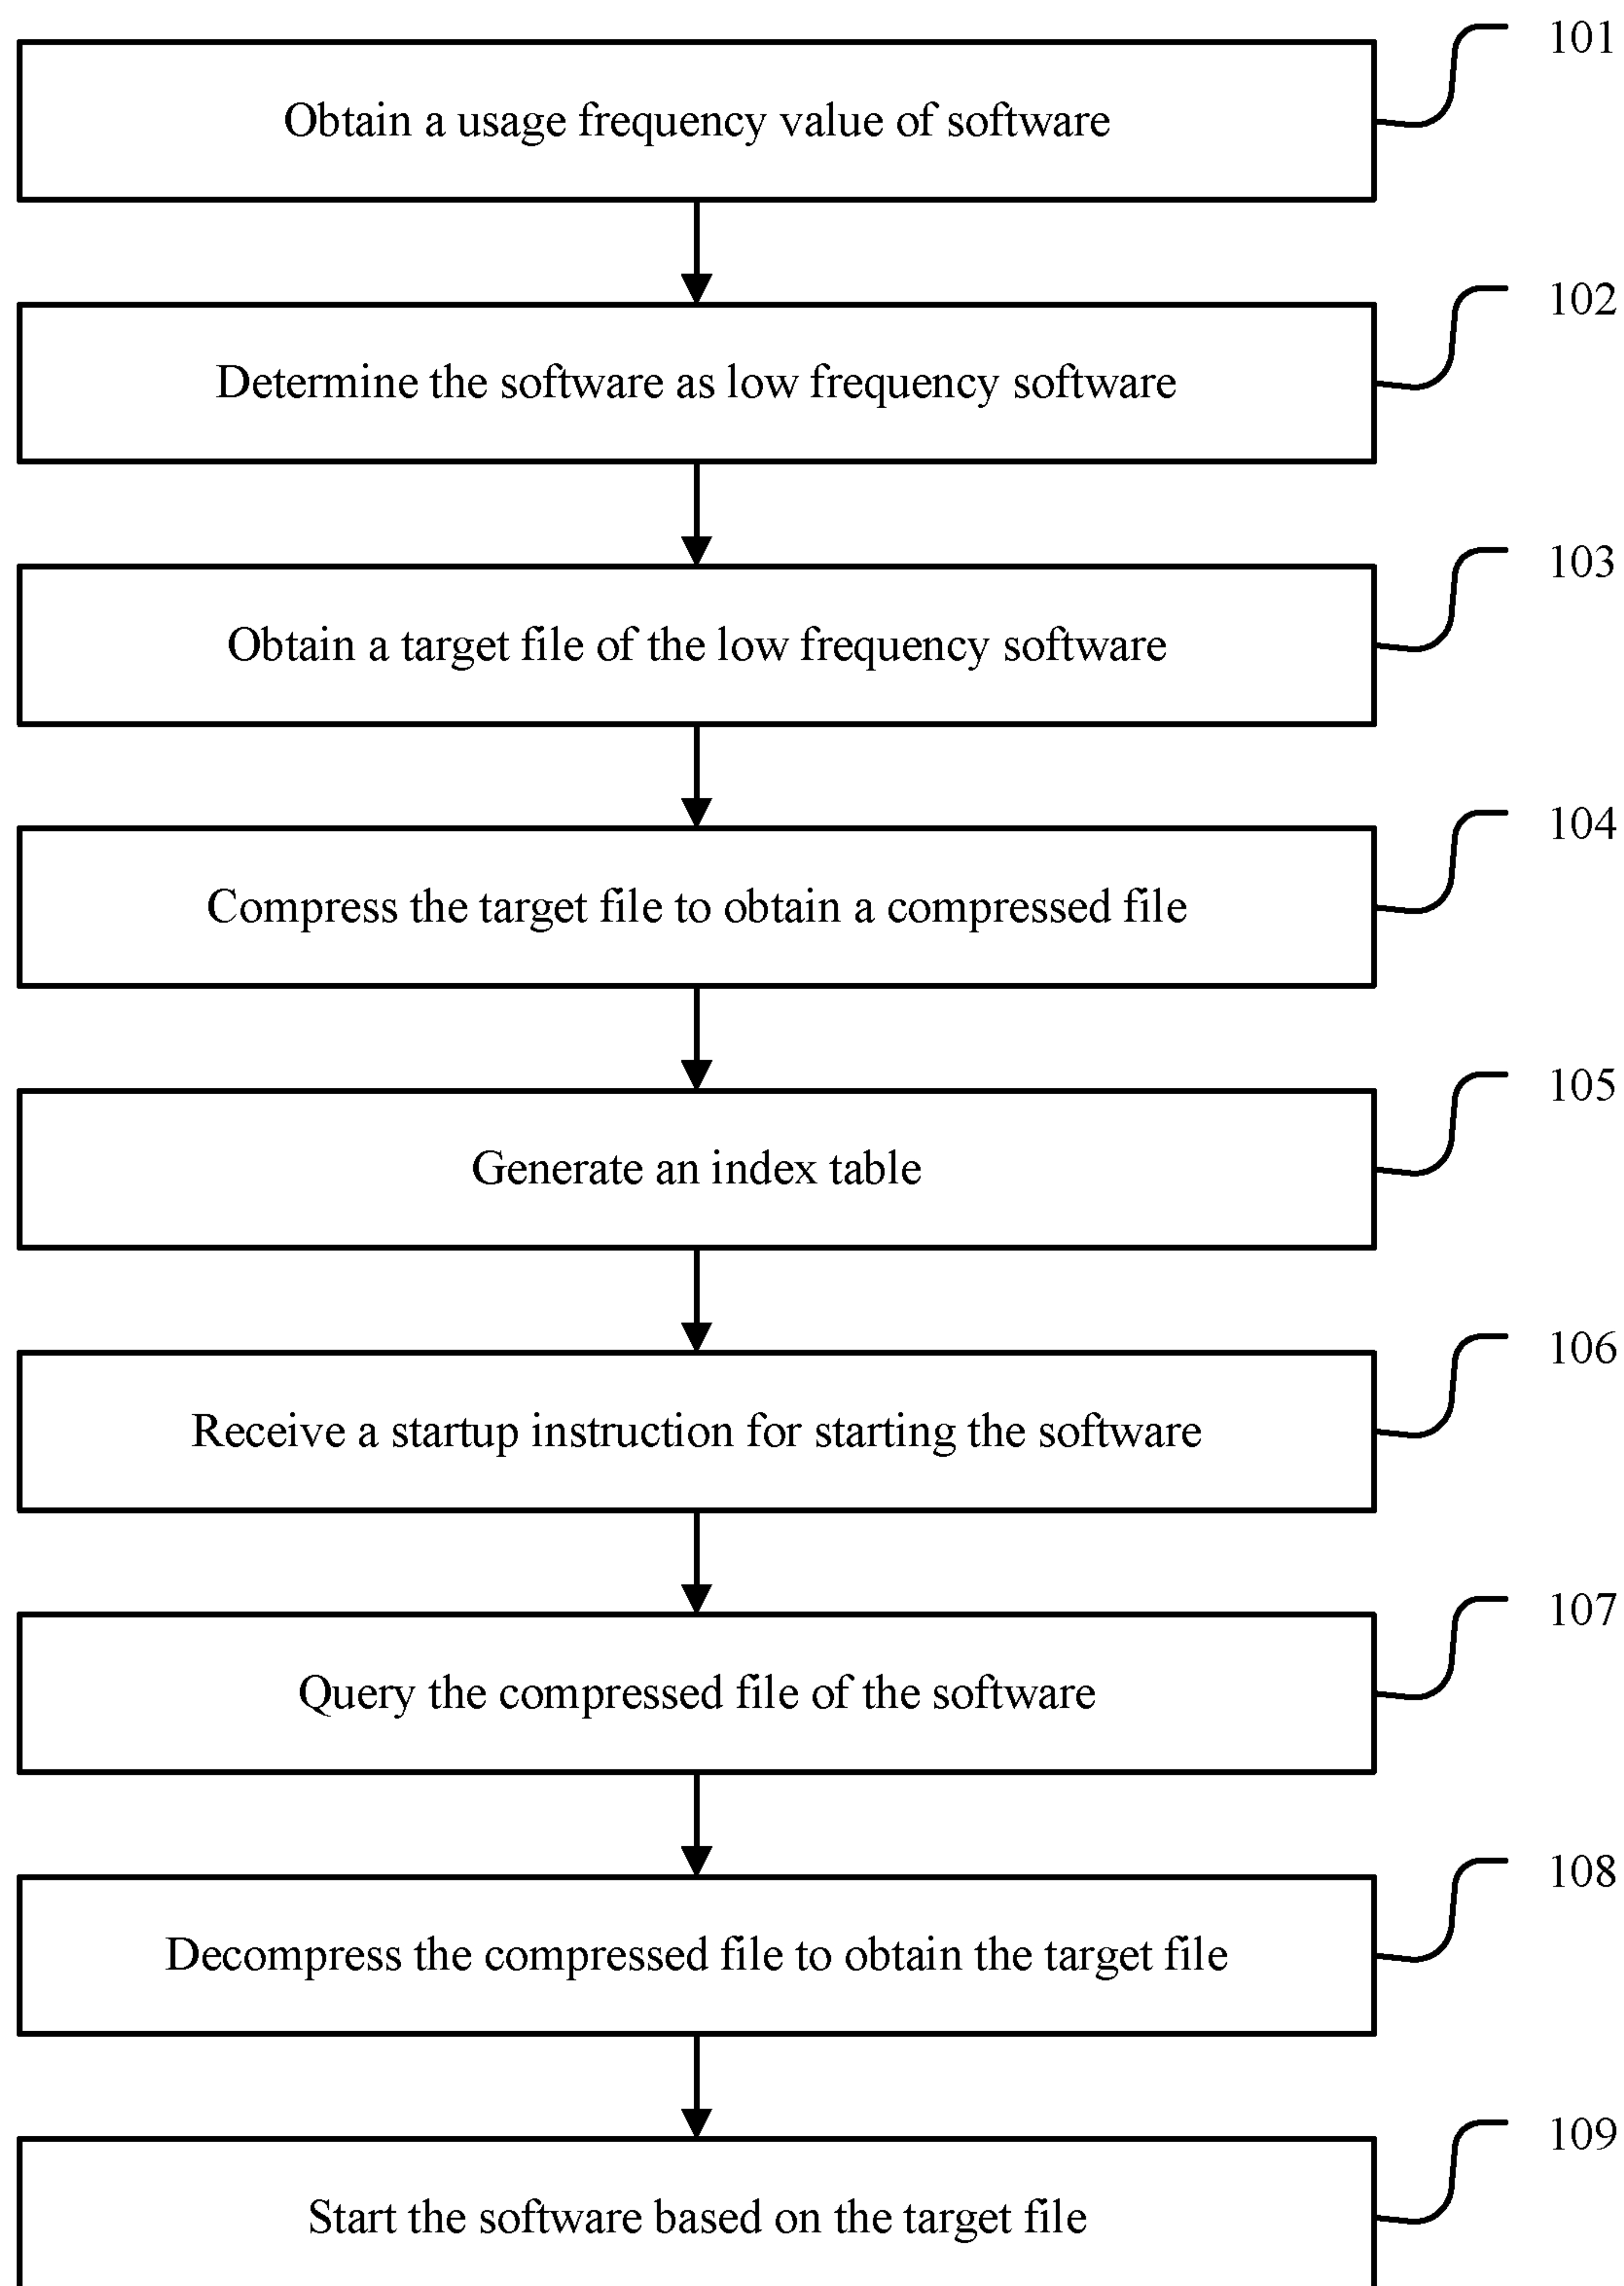 101
Obtain a usage frequency value of software
102
Determine the software as low frequency software
103
Obtain a target file of the low frequency software
104
Compress the target file to obtain a compressed file
105
Generate an index table
106
Receive a startup instruction for starting the software
107
Query the compressed file of the software
108
Decompress the compressed file to obtain the target file
109
Start the software based on the target file